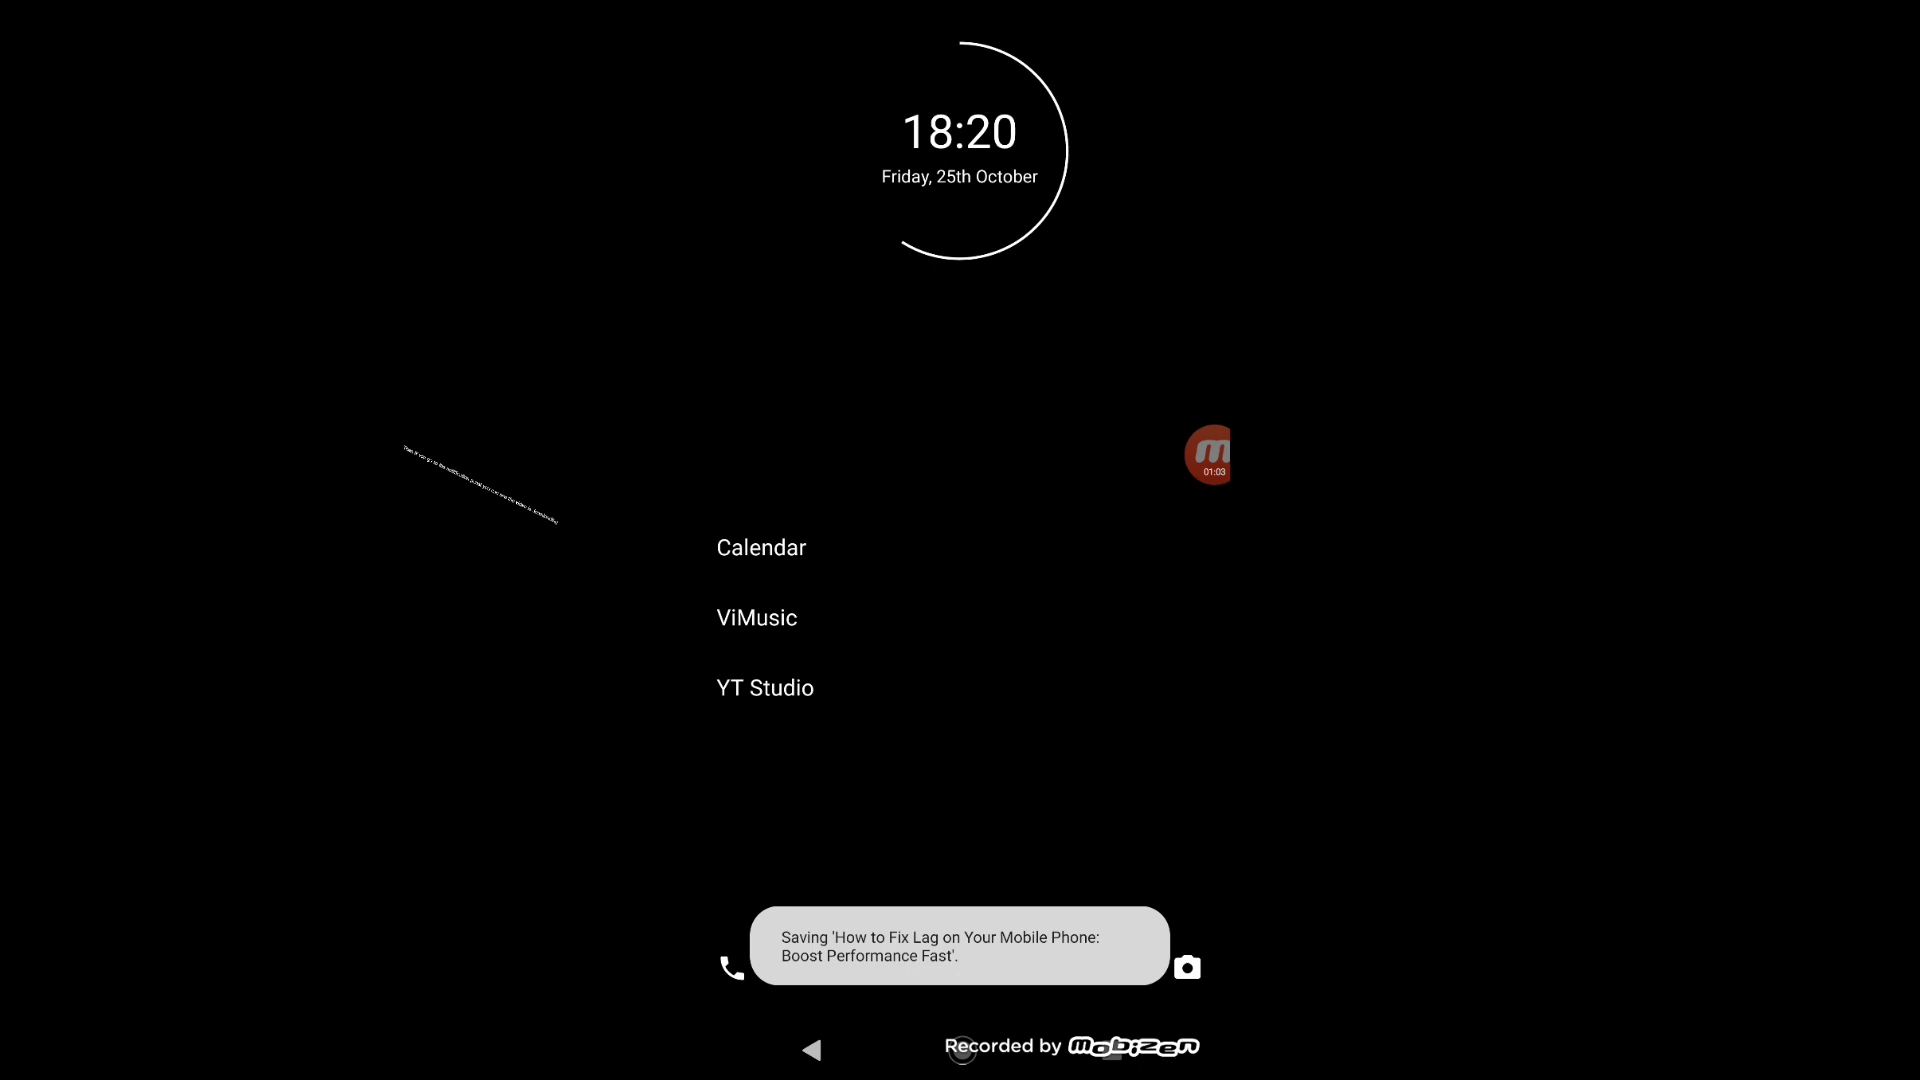 18:20
Friday, 25th October
01:03
Calendar
ViMusic
YT Studio
Saving 'How to Fix Lag on Your Mobile Phone:
Boost Performance Fast'.
Recorded by mobizen